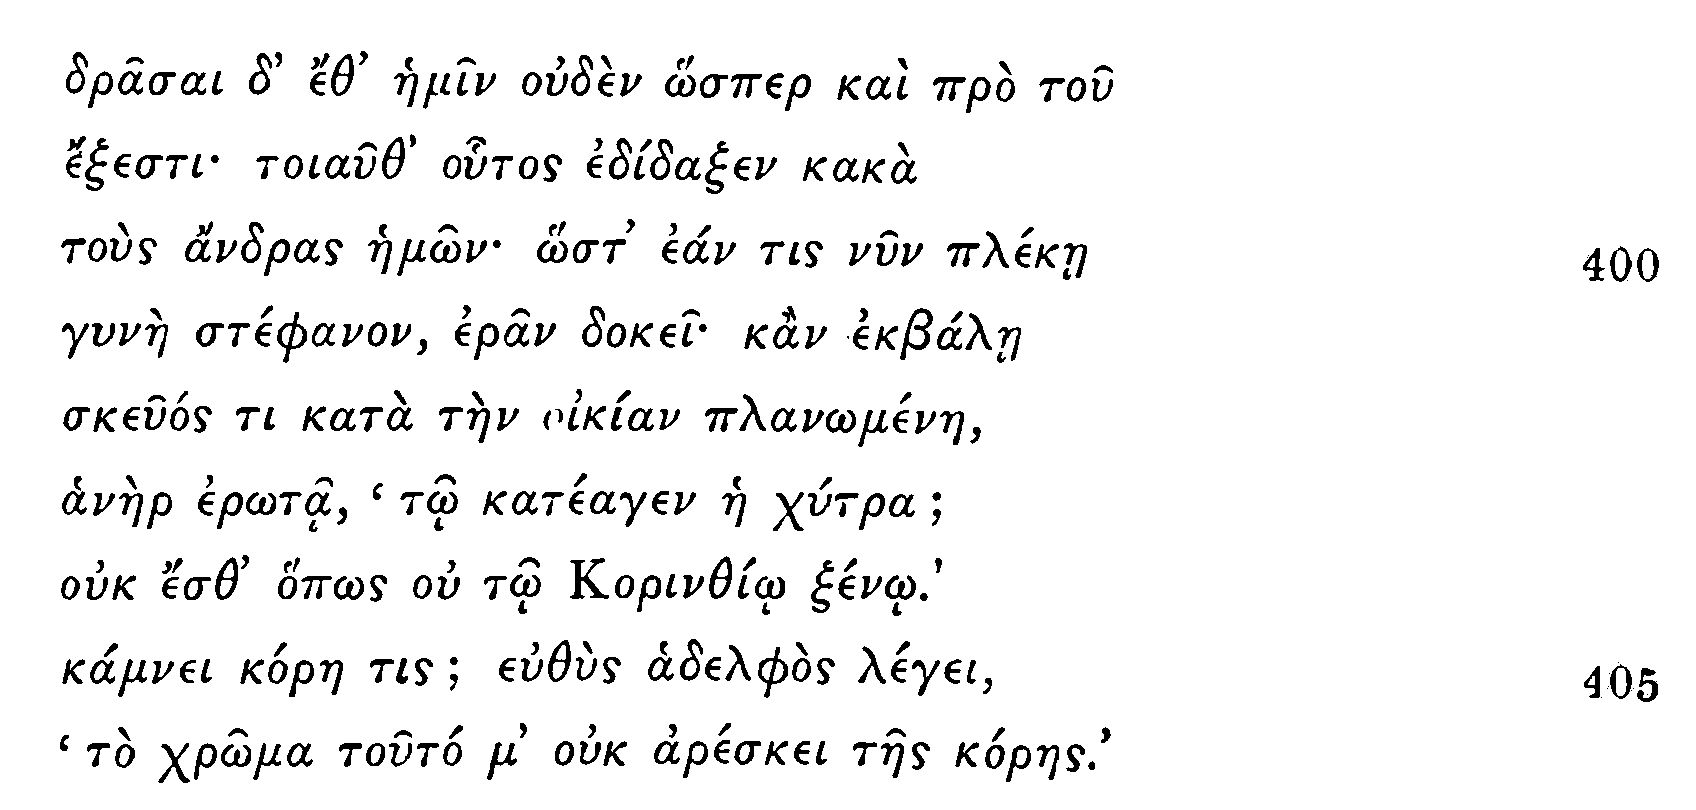 δρᾶσαι δ’ ἔθ’ ἡμῖν οὐδὲν ὥσπερ καὶ πρὸ τοῦ
ἔξεστι· τοιαῦθ’ οὗτος ἐδίδαξεν κακὰ
τοὺς ἄνδρας ἡμῶν· ὥστ’ ἐάν τις νῦν πλέκῃ 400
γυνὴ στέφανον, ἐρᾶν δοκεῖ· κἂν ἐκβάλῃ
σκεῦός τι κατὰ τὴν οἰκίαν πλανωμένη,
ἁνὴρ ἐρωτᾷ, ‘ τῷ κατέαγεν ἡ χύτρα ;
οὐκ ἔσθ’ ὅπως οὐ τῷ Κορινθίῳ ξένῳ.’
κάμνει κόρη τις ; εὐθὺς ἁδελφὸς λέγει, 405
‘ τὸ χρῶμα τοῦτό μ’ οὐκ ἀρέσκει τῆς κόρης.’